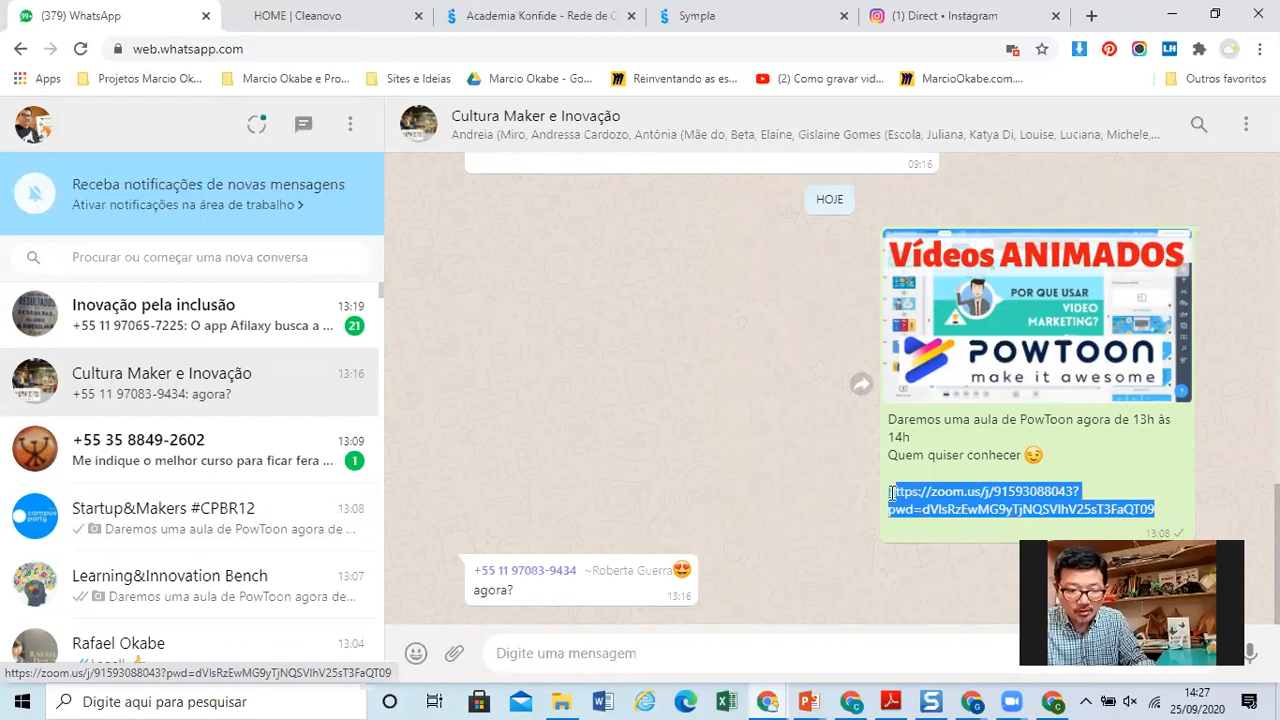 (379) WhatsApp
HOME | Cleanovo
Academia Konfide - Rede de C
Sympla
(1) Direct • Instagram
web.whatsapp.com
Apps
Projetos Marcio Ok...
Marcio Okabe e Pro...
Sites e Ideias
Marcio Okabe - Go...
Reinventando as es...
(2) Como gravar víd...
MarcioOkabe.com....
Outros favoritos
Cultura Maker e Inovação
Andreia (Miro, Andressa Cardozo, Antônia (Mãe do, Beta, Elaine, Gislaine Gomes (Escola, Juliana, Katya Di, Louise, Luciana, Michele,...
Receba notificações de novas mensagens
Ativar notificações na área de trabalho >
Procurar ou começar uma nova conversa
Inovação pela inclusão
13:19
+55 11 97065-7225: O app Afilaxy busca a ...
21
Cultura Maker e Inovação
13:16
+55 11 97083-9434: agora?
+55 35 8849-2602
13:09
Me indique o melhor curso para ficar fera ...
1
Startup&Makers #CPBR12
13:08
Daremos uma aula de PowToon agora de ...
Learning&Innovation Bench
13:07
Daremos uma aula de PowToon agora de...
Rafael Okabe
13:04
https://zoom.us/j/91593088043?pwd=dVlsRzEwMG9yTjNQSVlhV25sT3FaQT09
09:16
HOJE
Vídeos ANIMADOS
POR QUE USAR
VIDEO
MARKETING?
POWTOON
make it awesome
Daremos uma aula de PowToon agora de 13h às
14h
Quem quiser conhecer 😉
https://zoom.us/j/91593088043?
pwd=dVlsRzEwMG9yTjNQSVlhV25sT3FaQT09
13:08
+55 11 97083-9434 ~Roberta Guerra😍
agora?
13:16
Digite uma mensagem
Digite aqui para pesquisar
14:27
25/09/2020